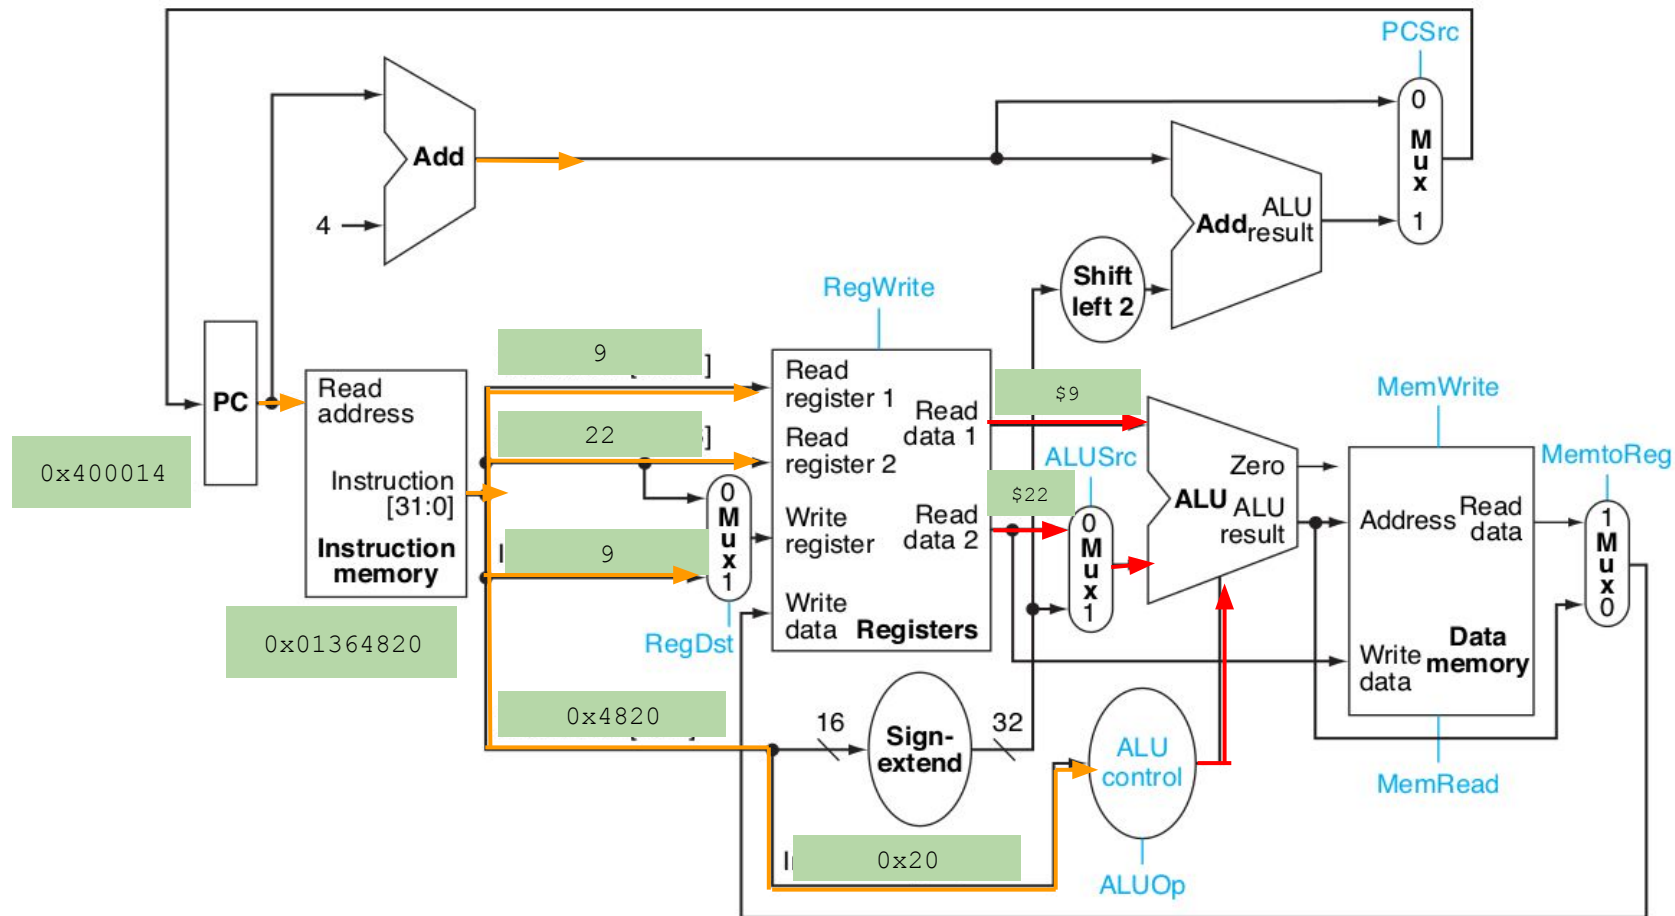 PCSrc
0
M
u
x
1
Add
4
ALU
Add result
Shift
left 2
RegWrite
PC
0x400014
Read
address
Instruction
[31:0]
Instruction
memory
0x01364820
9
]
22
]
9
0x4820
0
M
u
x
1
RegDst
Read
register 1
Read
register 2
Write
register
Write
data
Registers
Read
data 1
Read
data 2
$9
$22
ALUSrc
0
M
u
x
1
Zero
ALU
ALU
result
MemWrite
Address
Read
data
Write
data
Data
memory
MemRead
MemtoReg
1
M
u
x
0
16
Sign-
extend
32
ALU
control
ALUOp
0x20